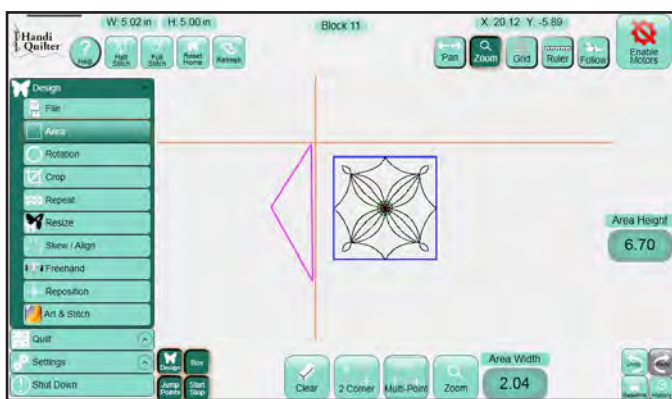 W: 5.02 in H: 5.00 in
Block 11
X: 20.12 Y: -5.89
Handi
Quilter
Help
Half
Stitch
Full
Stitch
Reset
Home
Refresh
Pan
Zoom
Grid
Ruler
Follow
Enable
Motors
Design
File
Area
Rotation
Crop
Repeat
Resize
Skew / Align
Freehand
Reposition
Art & Stitch
Quilt
Settings
Shut Down
Area Height
6.70
Design
Box
Jump
Points
Start
Stop
Clear
2 Corner
Multi-Point
Zoom
Area Width
2.04
Undo